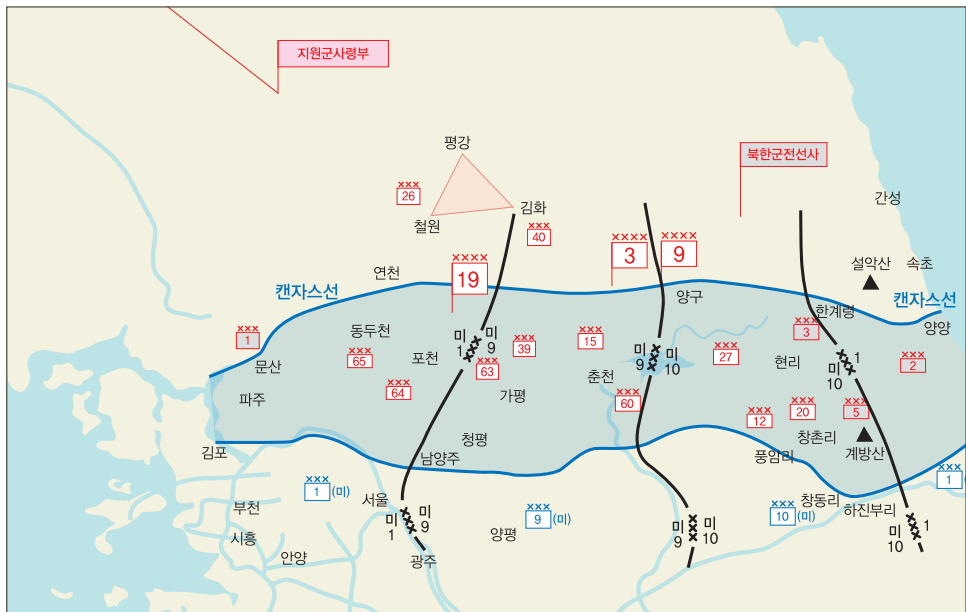 지원군사령부
평강
북한군전선사
××××
26
철원
김화
간성
×××
40
××××
3
××××
9
설악산
속초
연천
××××
19
캔자스선
양구
캔자스선
한계령
양양
×××
1
동두천
미
1
미
9
×××
3
문산
×××
65
포천
×××
39
×××
15
미
9
미
10
×××
27
현리
1
미
10
×××
2
×××
63
춘천
파주
×××
64
가평
×××
60
×××
12
×××
20
×××
5
김포
청평
창촌리
계방산
남양주
풍암리
×××
1 (미)
서울
미
9
미
1
×××
9 (미)
×××
10 (미)
창동리
하진부리
×××
1
부천
시흥
양평
미
9
미
10
1
미
10
안양
광주